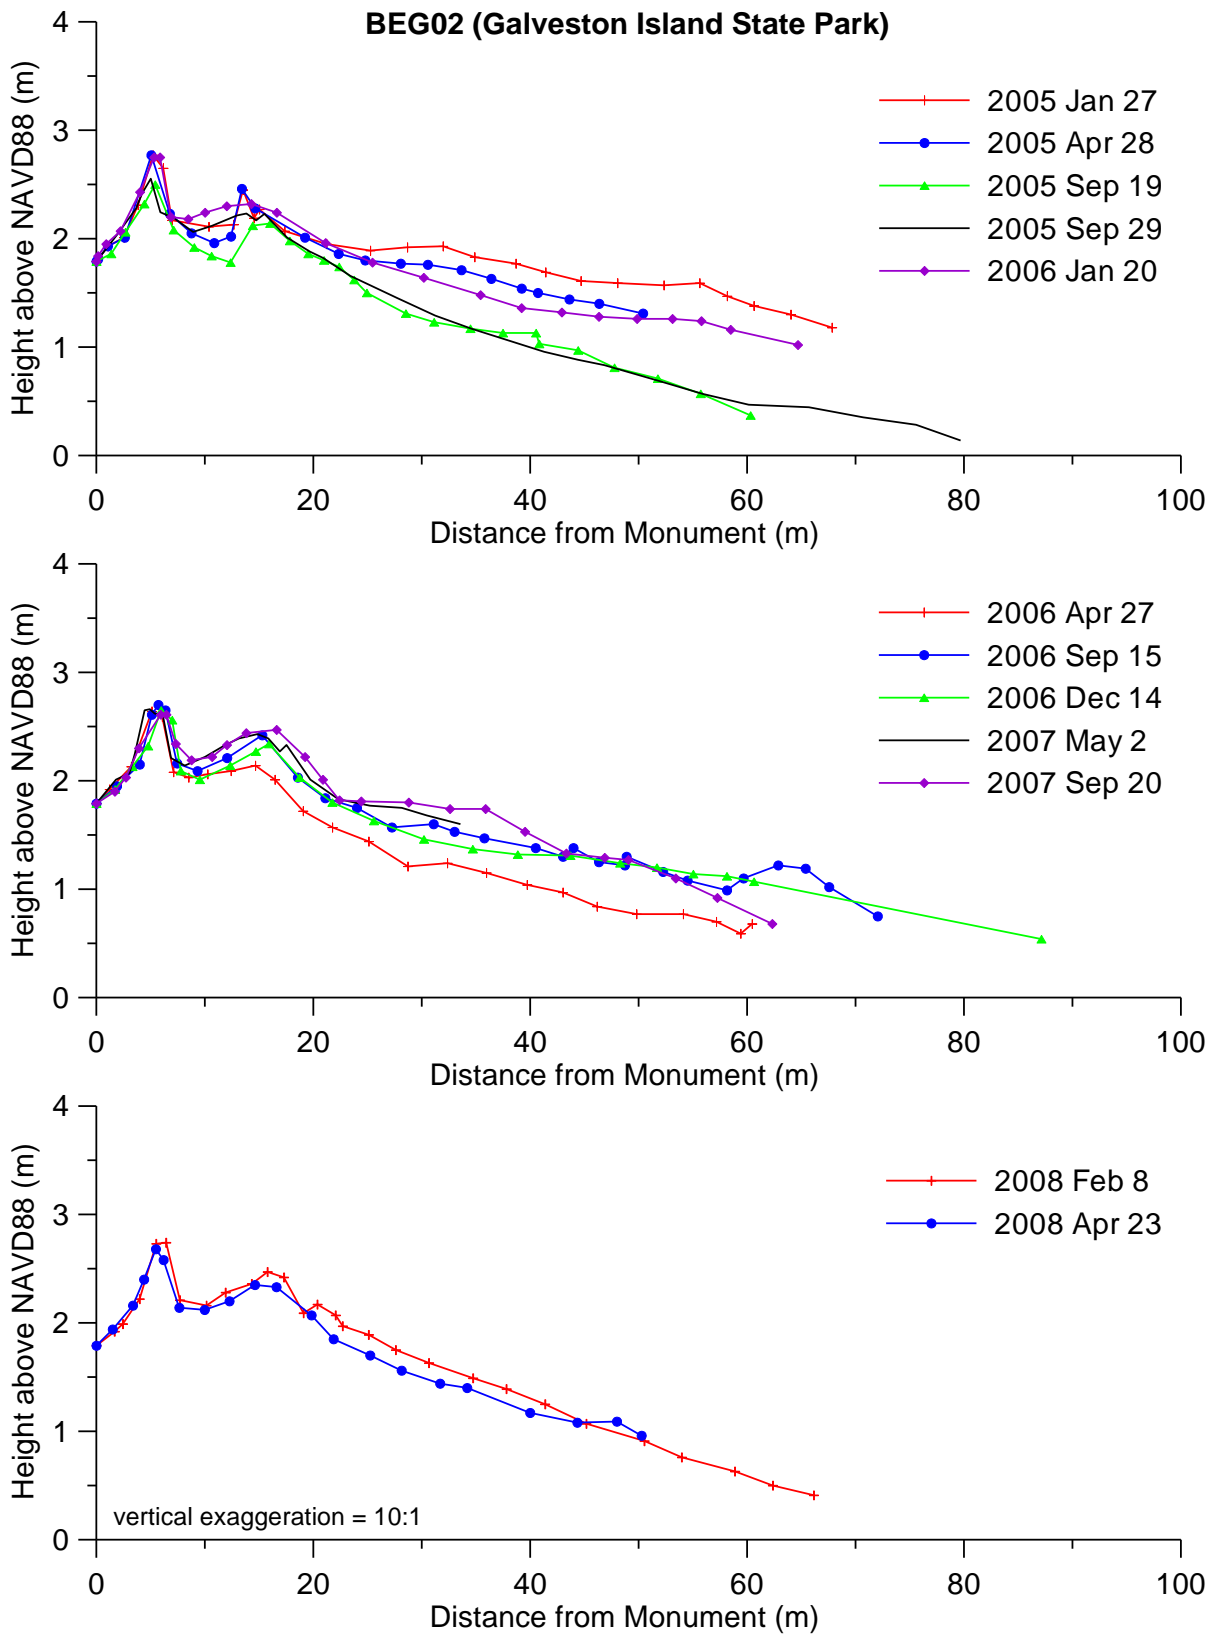 BEG02 (Galveston Island State Park)
4
3
2
1
0
Height above NAVD88 (m)
2005 Jan 27
2005 Apr 28
2005 Sep 19
2005 Sep 29
2006 Jan 20
0 20 40 60 80 100
Distance from Monument (m)
4
3
2
1
0
Height above NAVD88 (m)
2006 Apr 27
2006 Sep 15
2006 Dec 14
2007 May 2
2007 Sep 20
0 20 40 60 80 100
Distance from Monument (m)
4
3
2
1
0
Height above NAVD88 (m)
2008 Feb 8
2008 Apr 23
vertical exaggeration = 10:1
0 20 40 60 80 100
Distance from Monument (m)